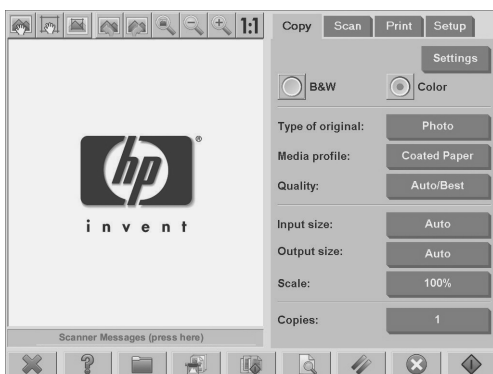 1:1
Copy Scan Print Setup
Settings
B&W Color
Type of original: Photo
Media profile: Coated Paper
Quality: Auto/Best
Input size: Auto
Output size: Auto
Scale: 100%
Copies: 1
hp®
invent
Scanner Messages (press here)
?